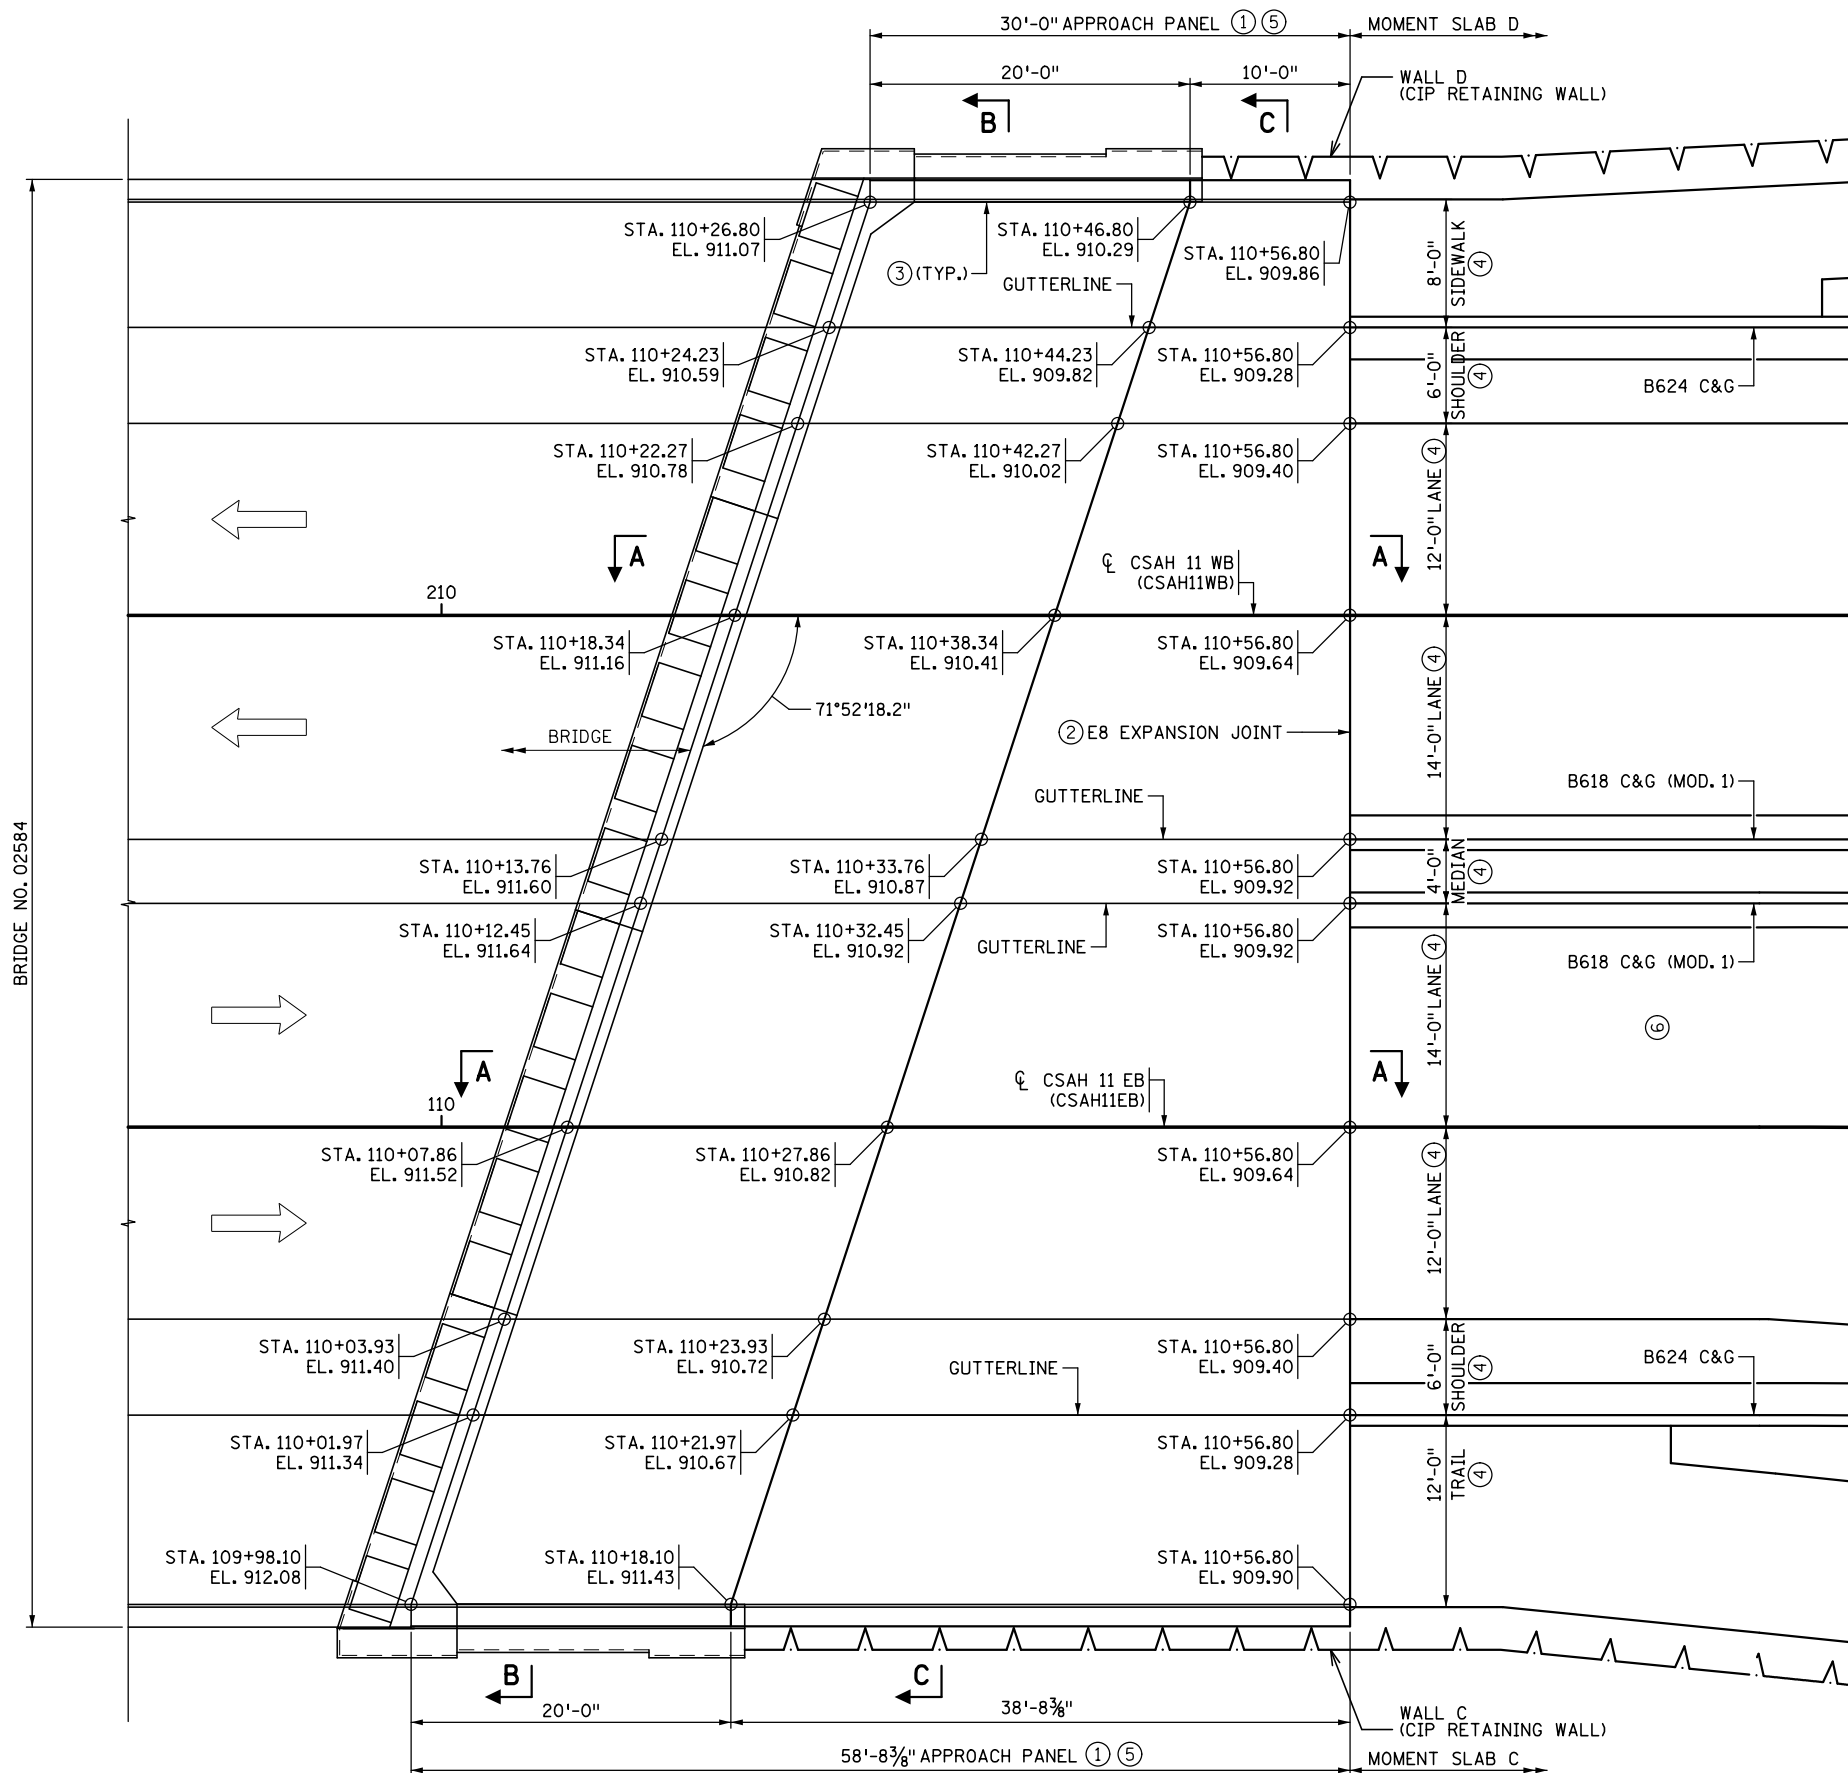 30'-0" APPROACH PANEL ① ⑤
MOMENT SLAB D
20'-0"
10'-0"
WALL D
(CIP RETAINING WALL)
B
C
STA. 110+26.80
EL. 911.07
STA. 110+46.80
EL. 910.29
STA. 110+56.80
EL. 909.86
③ (TYP.)
GUTTERLINE
8'-0"
SIDEWALK
④
STA. 110+24.23
EL. 910.59
STA. 110+44.23
EL. 909.82
STA. 110+56.80
EL. 909.28
6'-0"
SHOULDER
④
B624 C&G
STA. 110+22.27
EL. 910.78
STA. 110+42.27
EL. 910.02
STA. 110+56.80
EL. 909.40
12'-0" LANE ④
A
A
℄ CSAH 11 WB
(CSAH11WB)
210
STA. 110+18.34
EL. 911.16
STA. 110+38.34
EL. 910.41
STA. 110+56.80
EL. 909.64
14'-0" LANE ④
71°52'18.2"
BRIDGE
② E8 EXPANSION JOINT
GUTTERLINE
B618 C&G (MOD. 1)
BRIDGE NO. 02584
STA. 110+13.76
EL. 911.60
STA. 110+33.76
EL. 910.87
STA. 110+56.80
EL. 909.92
4'-0"
MEDIAN
④
STA. 110+12.45
EL. 911.64
STA. 110+32.45
EL. 910.92
GUTTERLINE
STA. 110+56.80
EL. 909.92
14'-0" LANE ④
B618 C&G (MOD. 1)
⑥
A
A
℄ CSAH 11 EB
(CSAH11EB)
110
STA. 110+07.86
EL. 911.52
STA. 110+27.86
EL. 910.82
STA. 110+56.80
EL. 909.64
12'-0" LANE ④
STA. 110+03.93
EL. 911.40
STA. 110+23.93
EL. 910.72
STA. 110+56.80
EL. 909.40
6'-0"
SHOULDER
④
B624 C&G
GUTTERLINE
STA. 110+01.97
EL. 911.34
STA. 110+21.97
EL. 910.67
STA. 110+56.80
EL. 909.28
12'-0"
TRAIL
④
STA. 109+98.10
EL. 912.08
STA. 110+18.10
EL. 911.43
STA. 110+56.80
EL. 909.90
B
C
20'-0"
38'-8⅜"
WALL C
(CIP RETAINING WALL)
58'-8⅜" APPROACH PANEL ① ⑤
MOMENT SLAB C